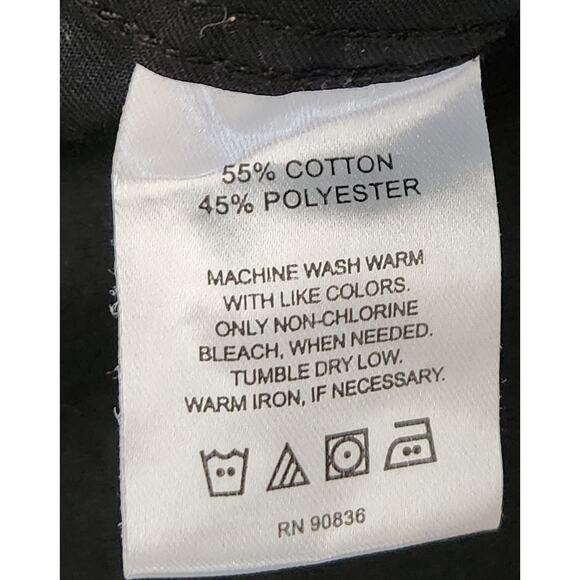 55% COTTON
45% POLYESTER
MACHINE WASH WARM
WITH LIKE COLORS.
ONLY NON-CHLORINE
BLEACH, WHEN NEEDED.
TUMBLE DRY LOW.
WARM IRON, IF NECESSARY.
RN 90836